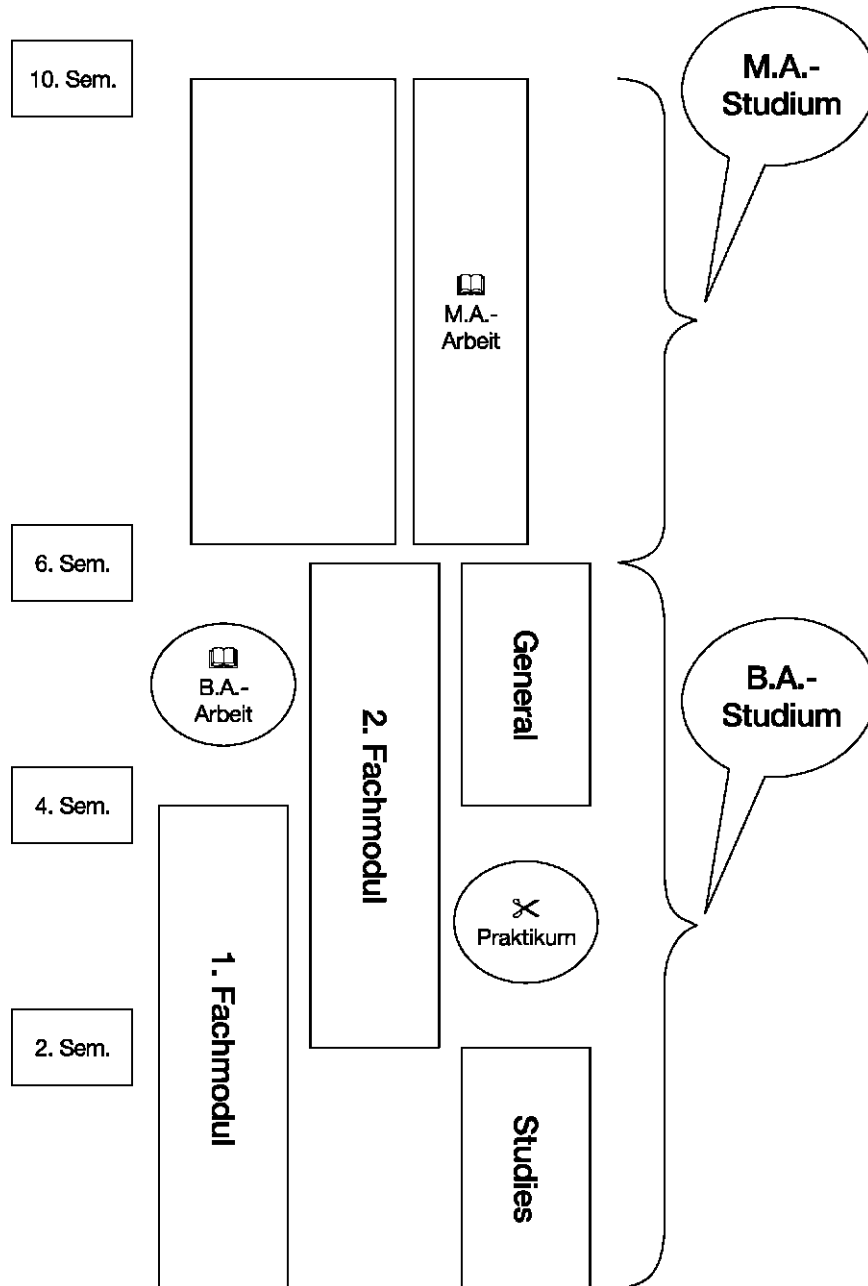 10. Sem.
M.A.-
Studium
M.A.-
Arbeit
6. Sem.
General
B.A.-
Arbeit
B.A.-
Studium
2. Fachmodul
4. Sem.
Praktikum
1. Fachmodul
2. Sem.
Studies